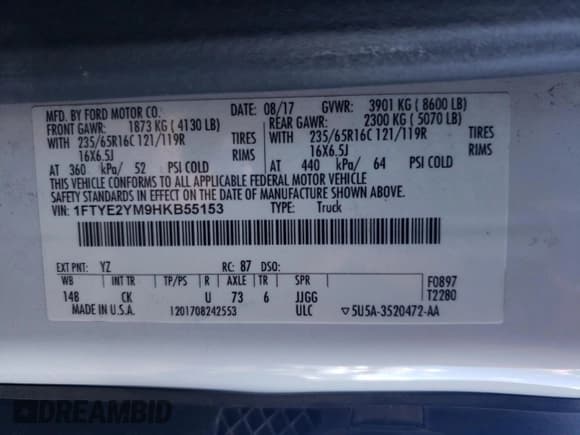 MFD. BY FORD MOTOR CO. DATE: 08/17 GVWR: 3901 KG ( 8600 LB)
FRONT GAWR: 1873 KG ( 4130 LB) REAR GAWR: 2300 KG ( 5070 LB)
WITH 235/65R16C 121/119R TIRES WITH 235/65R16C 121/119R TIRES
16X6.5J RIMS 16X6.5J RIMS
AT 360 kPa/ 52 PSI COLD AT 440 kPa/ 64 PSI COLD
THIS VEHICLE CONFORMS TO ALL APPLICABLE FEDERAL MOTOR VEHICLE
SAFETY STANDARDS IN EFFECT ON THE DATE OF MANUFACTURE SHOWN ABOVE.
VIN: 1FTYE2YM9HKB55153 TYPE: Truck
EXT PNT: YZ RC: 87 DSO:
WB INT TR TP/PS R AXLE TR SPR F0897
148 CK U 73 6 JJGG T2280
MADE IN U.S.A. 1201708242553 ULC ▽5U5A-3520472-AA
DREAMBID